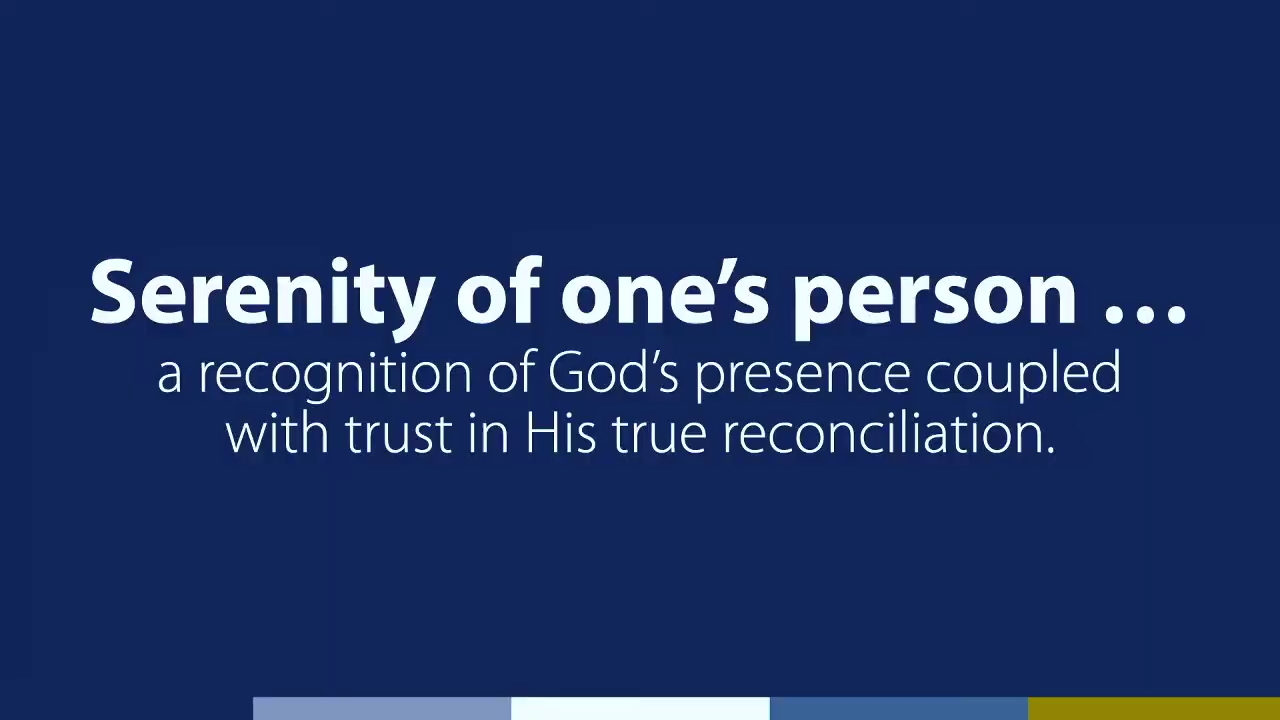 Serenity of one’s person …
a recognition of God’s presence coupled
with trust in His true reconciliation.